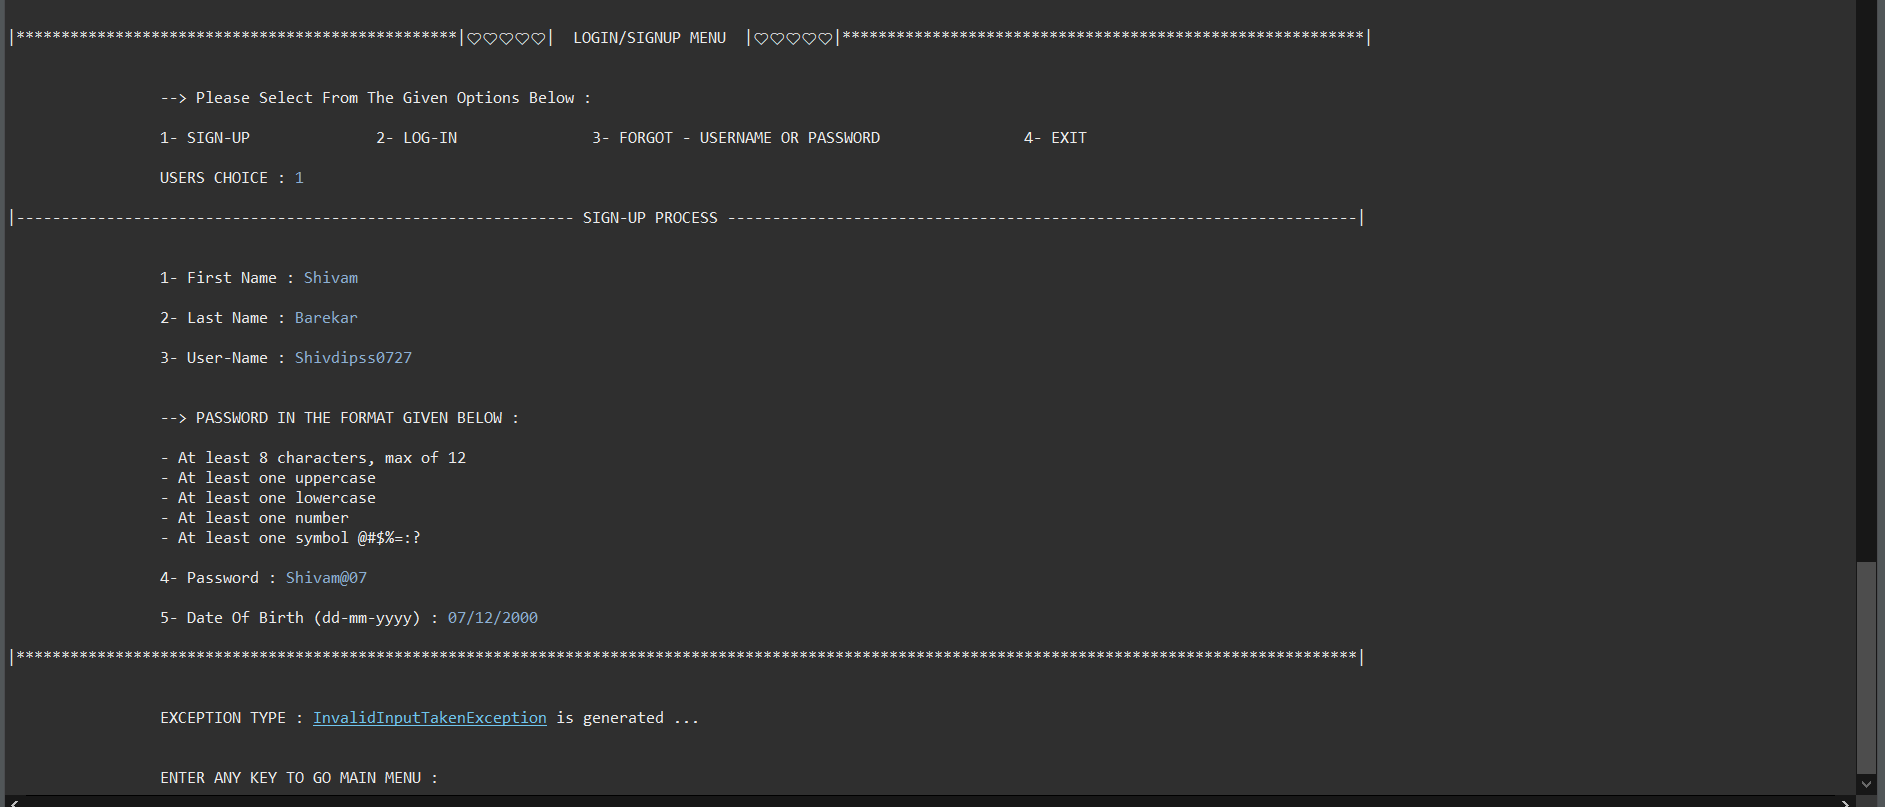 |*************************************************|♡♡♡♡♡|  LOGIN/SIGNUP MENU  |♡♡♡♡♡|**********************************************************|
--> Please Select From The Given Options Below :
1- SIGN-UP              2- LOG-IN               3- FORGOT - USERNAME OR PASSWORD                4- EXIT
USERS CHOICE : 1
|-------------------------------------------------------------- SIGN-UP PROCESS ----------------------------------------------------------------------|
1- First Name : Shivam
2- Last Name : Barekar
3- User-Name : Shivdipss0727
--> PASSWORD IN THE FORMAT GIVEN BELOW :
- At least 8 characters, max of 12
- At least one uppercase
- At least one lowercase
- At least one number
- At least one symbol @#$%=:?
4- Password : Shivam@07
5- Date Of Birth (dd-mm-yyyy) : 07/12/2000
|*****************************************************************************************************************************************************|
EXCEPTION TYPE : InvalidInputTakenException is generated ...
ENTER ANY KEY TO GO MAIN MENU :